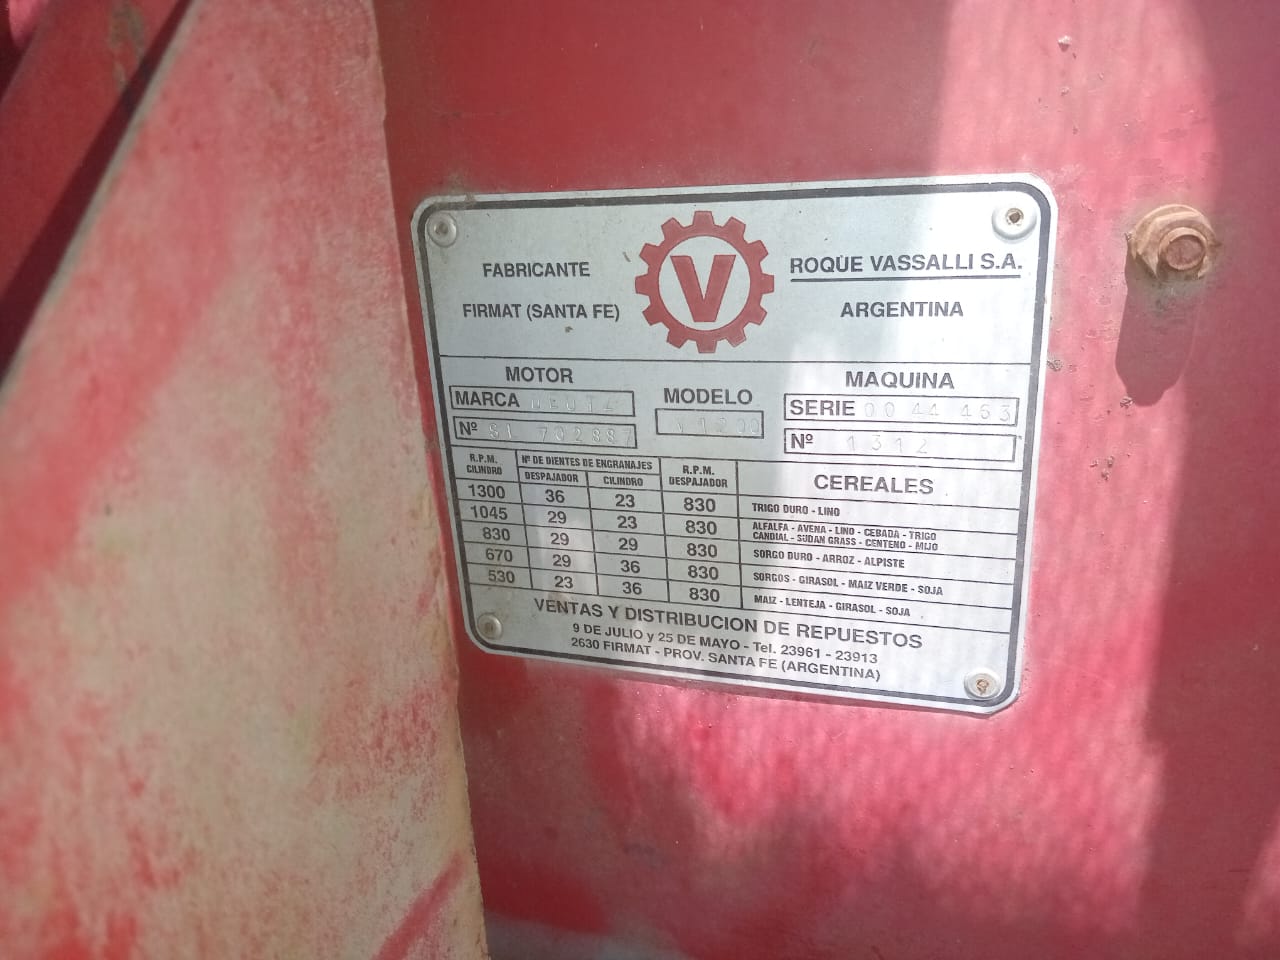 FABRICANTE
FIRMAT (SANTA FE)
V
ROQUE VASSALLI S.A.
ARGENTINA
MOTOR
MARCA DEUTZ
Nº 702887
MODELO
1200
MAQUINA
SERIE 00 44 463
Nº 1312
R.P.M. CILINDRO
Nº DE DIENTES DE ENGRANAJES
DESPAJADOR CILINDRO
R.P.M. DESPAJADOR
CEREALES
1300 36 23 830 TRIGO DURO - LINO
1045 29 23 830 ALFALFA - AVENA - LINO - CEBADA - TRIGO
CANDIAL - SUDAN GRASS - CENTENO - MIJO
830 29 29 830 SORGO DURO - ARROZ - ALPISTE
670 29 36 830 SORGOS - GIRASOL - MAIZ VERDE - SOJA
530 23 36 830 MAIZ - LENTEJA - GIRASOL - SOJA
VENTAS Y DISTRIBUCION DE REPUESTOS
9 DE JULIO y 25 DE MAYO - Tel. 23961 - 23913
2630 FIRMAT - PROV. SANTA FE (ARGENTINA)